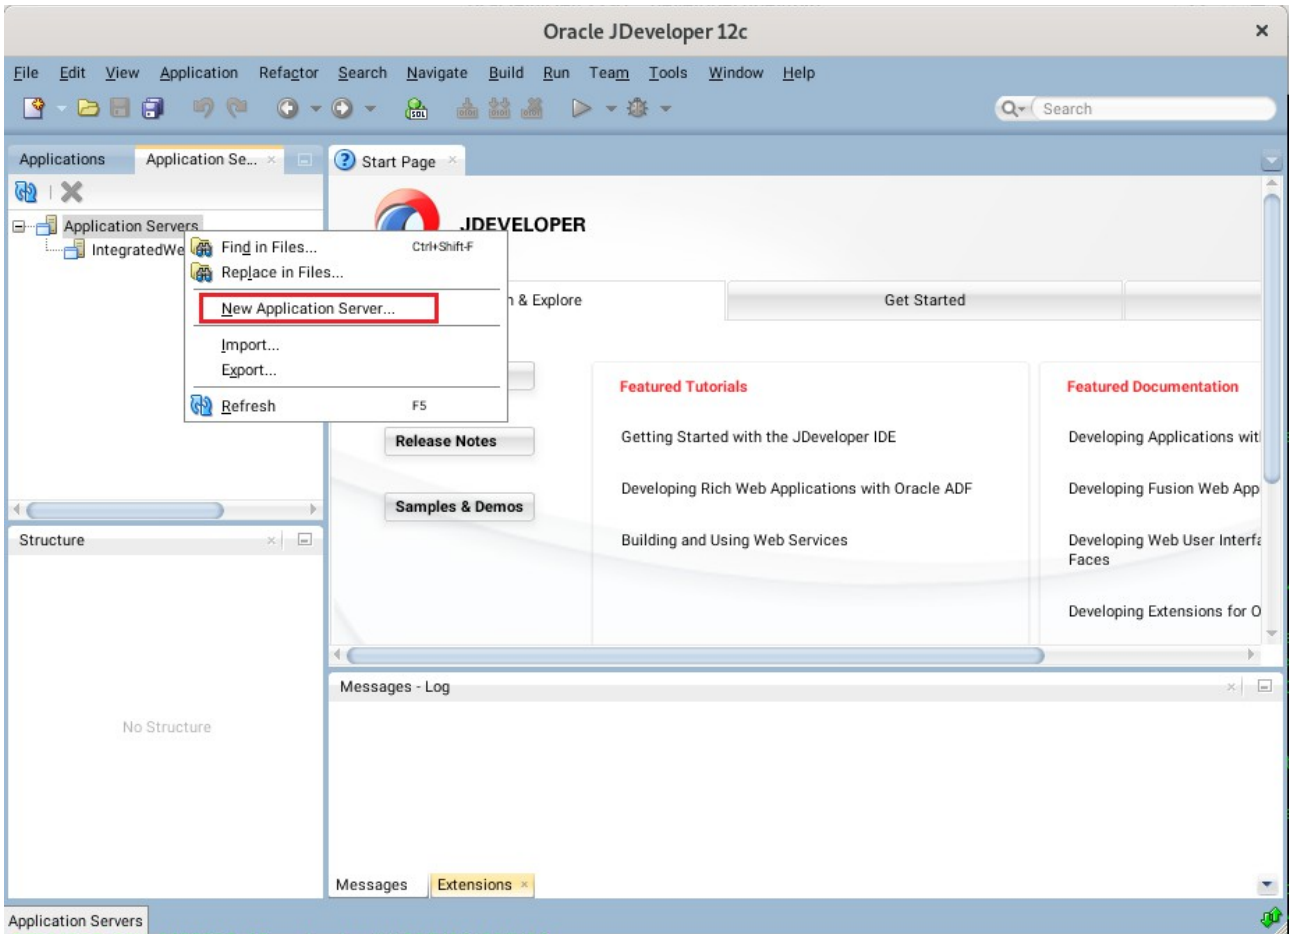 Oracle JDeveloper 12c
File Edit View Application Refactor Search Navigate Build Run Team Tools Window Help
Search
Applications
Application Se...
Start Page
Application Servers
IntegratedWe
Find in Files... Ctrl+Shift-F
Replace in Files...
New Application Server...
Import...
Export...
Refresh F5
JDEVELOPER
& Explore
Get Started
Release Notes
Samples & Demos
Featured Tutorials
Getting Started with the JDeveloper IDE
Developing Rich Web Applications with Oracle ADF
Building and Using Web Services
Featured Documentation
Developing Applications wit
Developing Fusion Web App
Developing Web User Interfa
Faces
Developing Extensions for O
Structure
No Structure
Messages - Log
Messages
Extensions
Application Servers